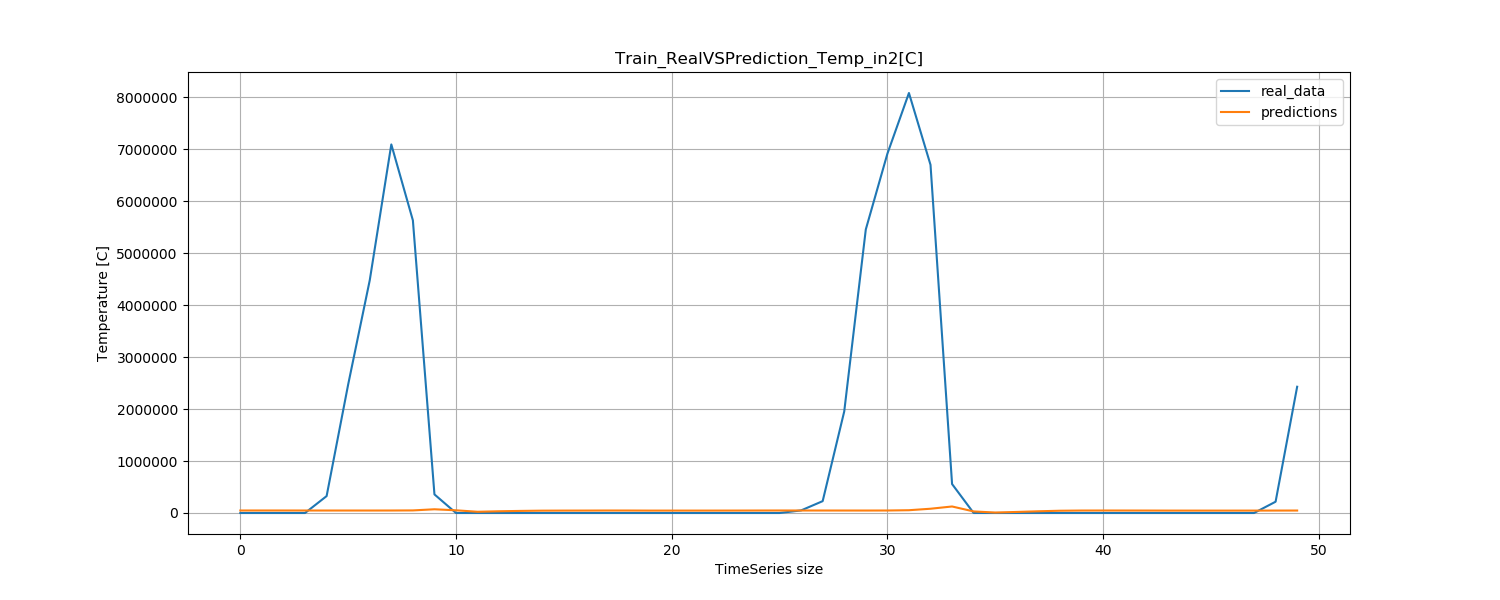 Train_RealVSPrediction_Temp_in2[C]
real_data
predictions
8000000
7000000
6000000
5000000
4000000
3000000
2000000
1000000
0
Temperature [C]
0 10 20 30 40 50
TimeSeries size